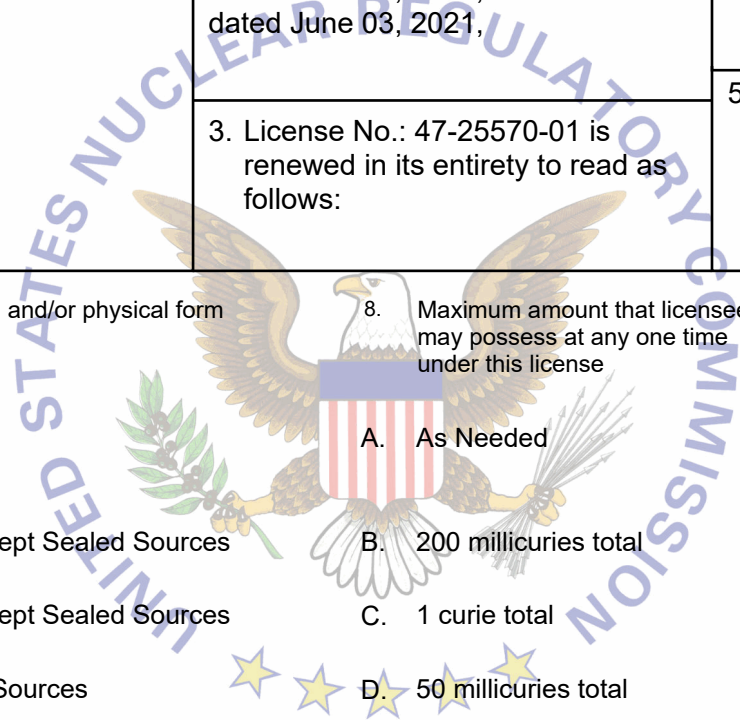 dated June 03, 2021,
5
3. License No.: 47-25570-01 is
renewed in its entirety to read as
follows:
and/or physical form
8. Maximum amount that licensee
may possess at any one time
under this license
A. As Needed
ept Sealed Sources
B. 200 millicuries total
ept Sealed Sources
C. 1 curie total
Sources
D. 50 millicuries total
UNITED STATES NUCLEAR REGULATORY COMMISSION